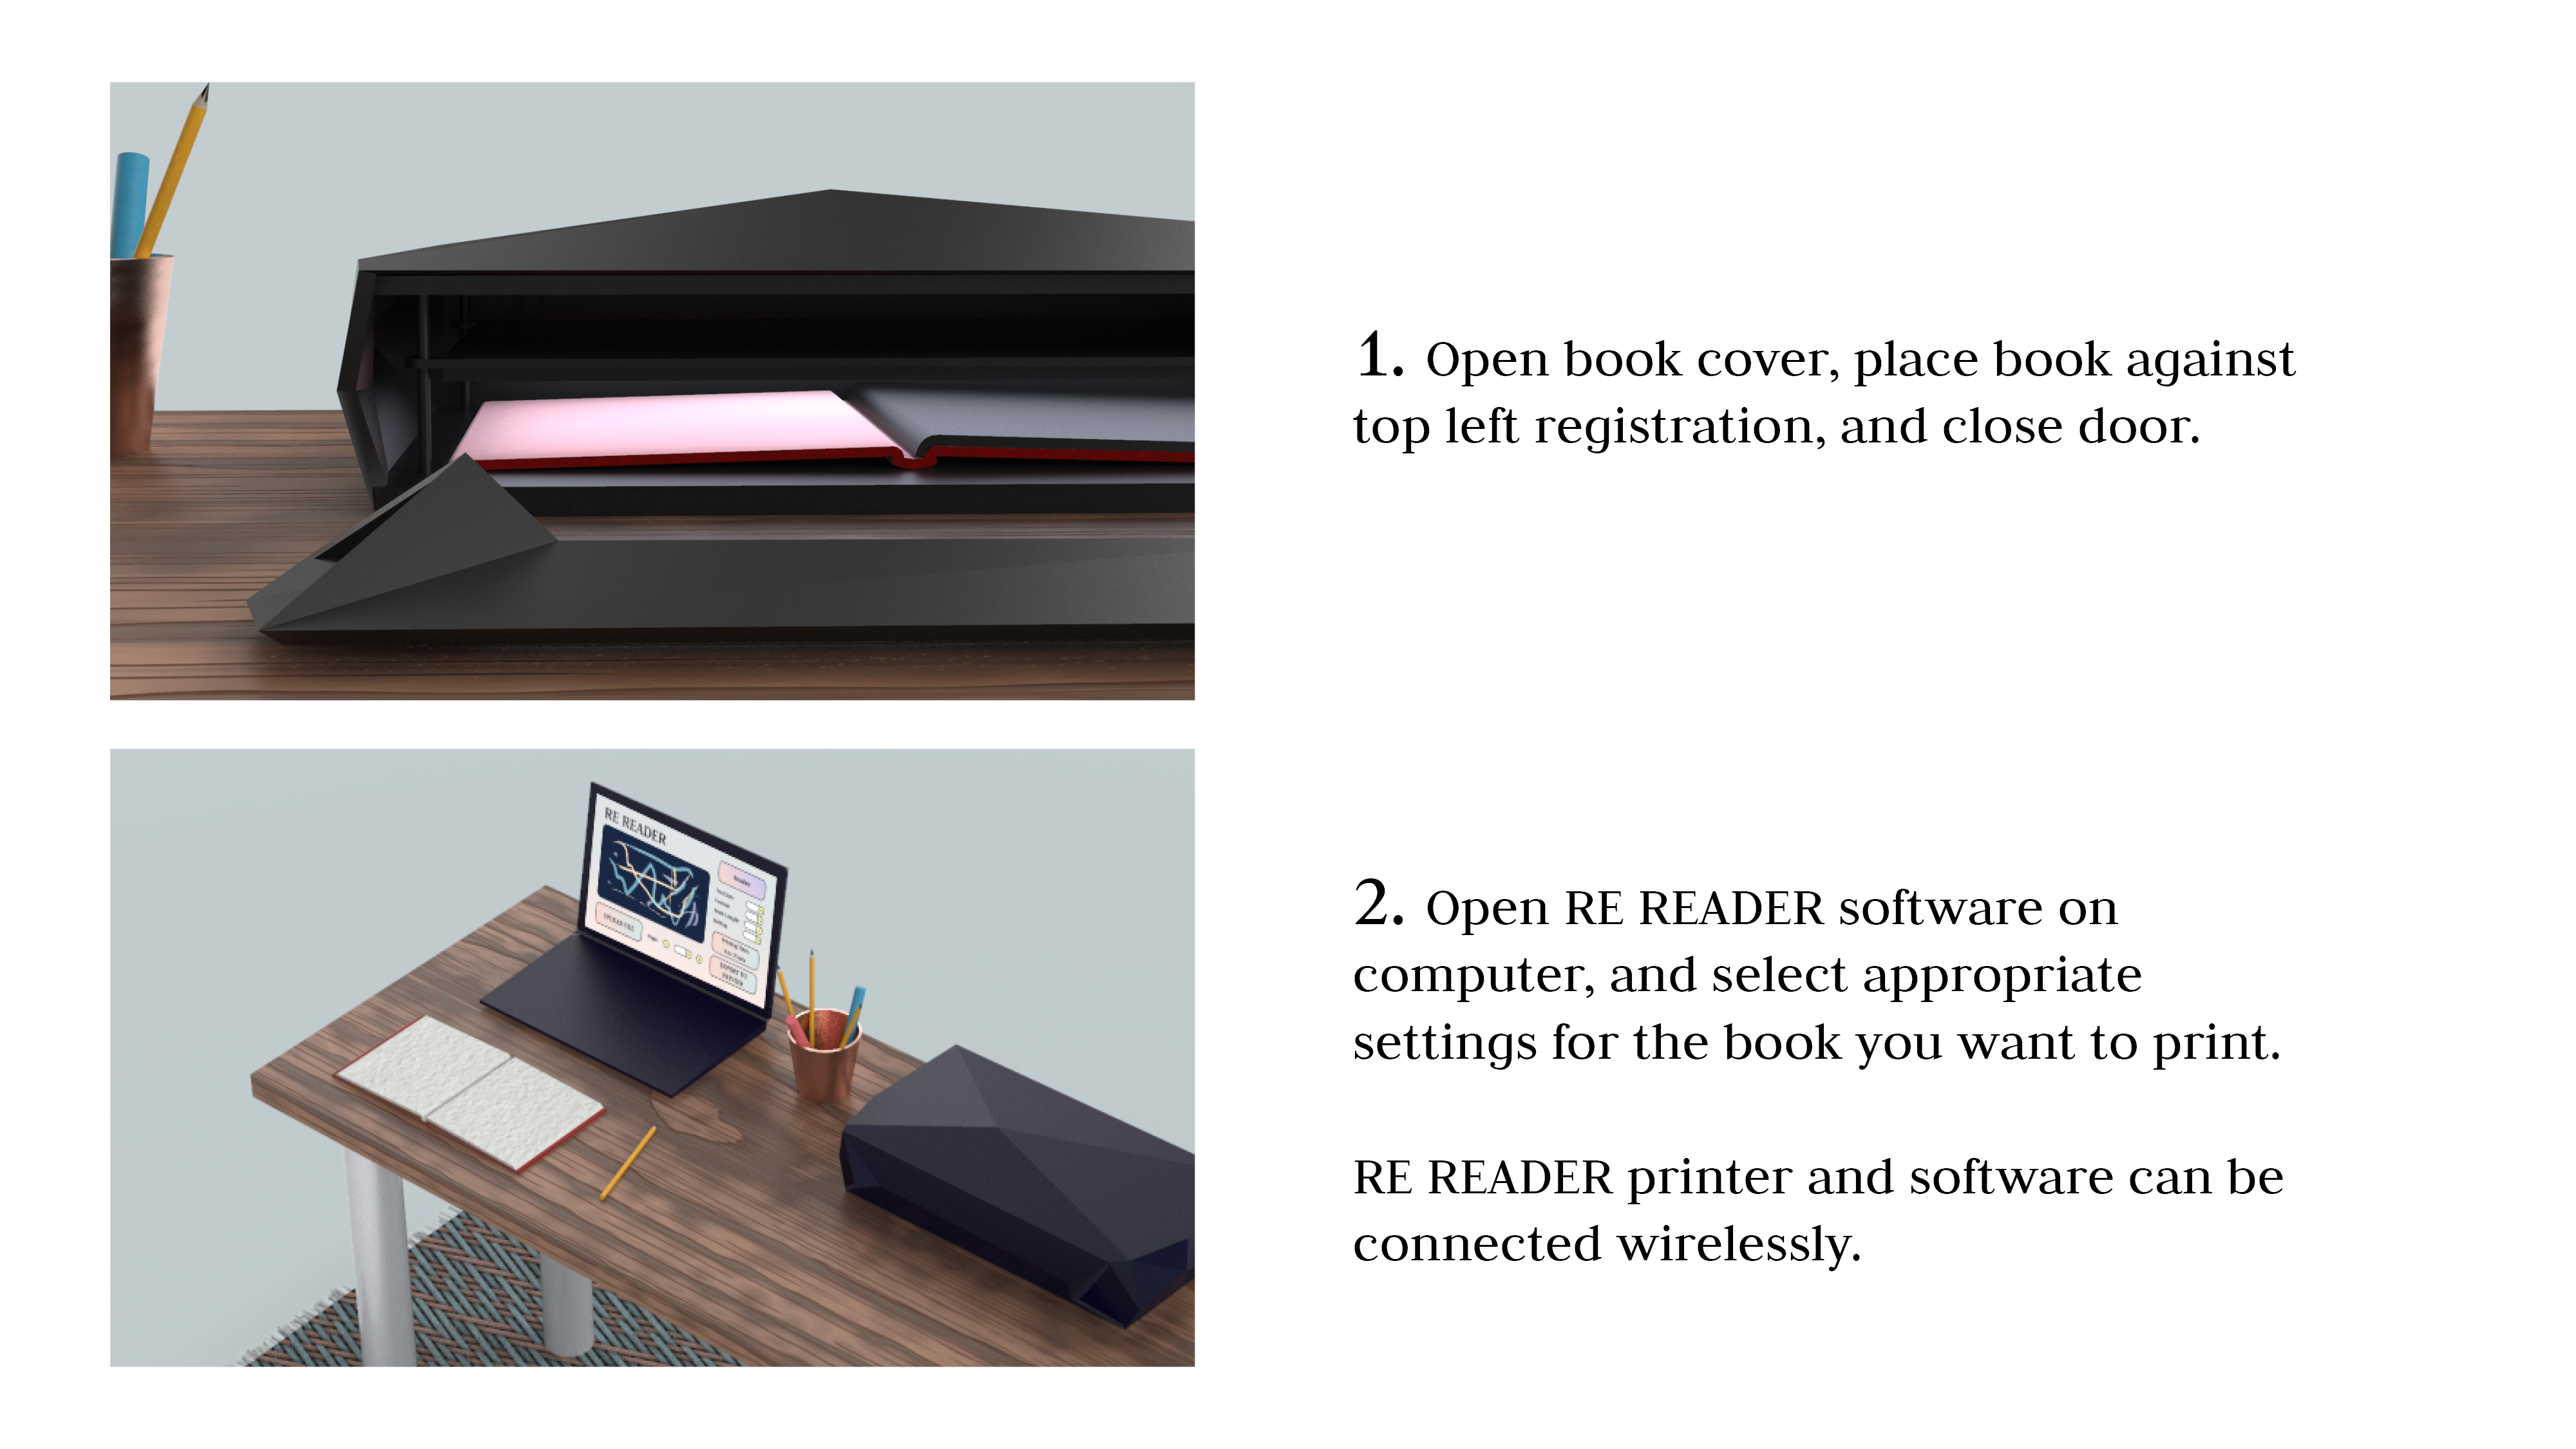 1. Open book cover, place book against
top left registration, and close door.
RE READER
2. Open RE READER software on
computer, and select appropriate
settings for the book you want to print.
RE READER printer and software can be
connected wirelessly.